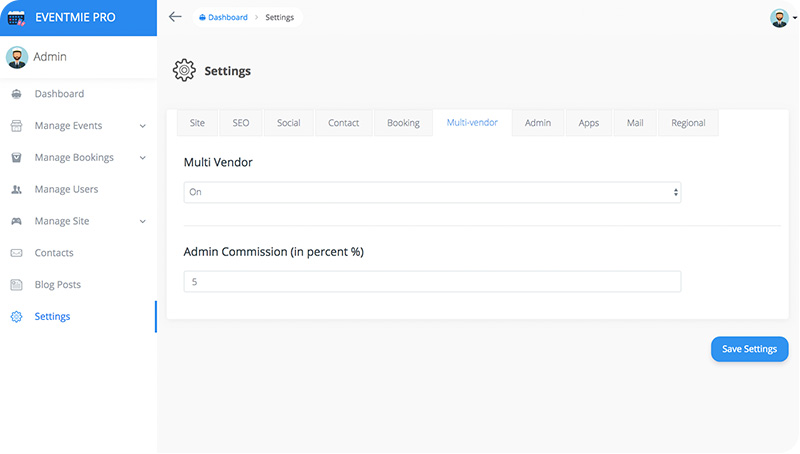 EVENTMIE PRO
Dashboard > Settings
Admin
Dashboard
Manage Events
Manage Bookings
Manage Users
Manage Site
Contacts
Blog Posts
Settings
Settings
Site SEO Social Contact Booking Multi-vendor Admin Apps Mail Regional
Multi Vendor
On
Admin Commission (in percent %)
5
Save Settings